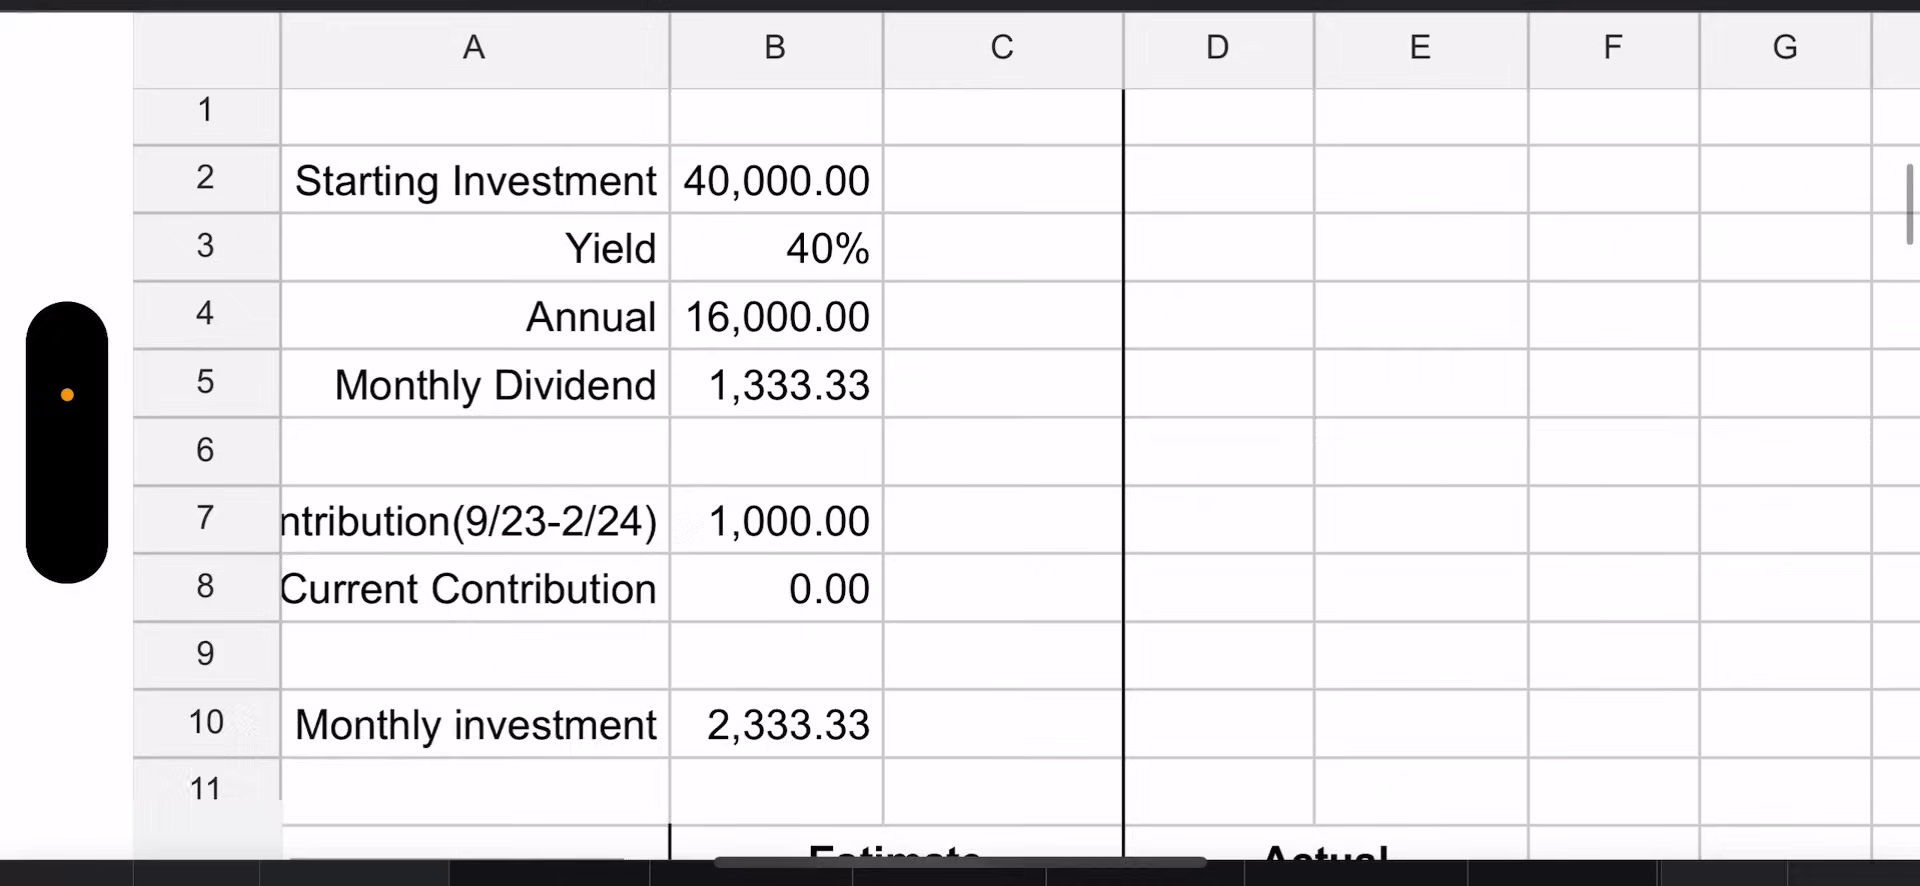 A B C D E F G
1
2 Starting Investment 40,000.00
3 Yield 40%
4 Annual 16,000.00
5 Monthly Dividend 1,333.33
6
7 ntribution(9/23-2/24) 1,000.00
8 Current Contribution 0.00
9
10 Monthly investment 2,333.33
11
Estimate Actual